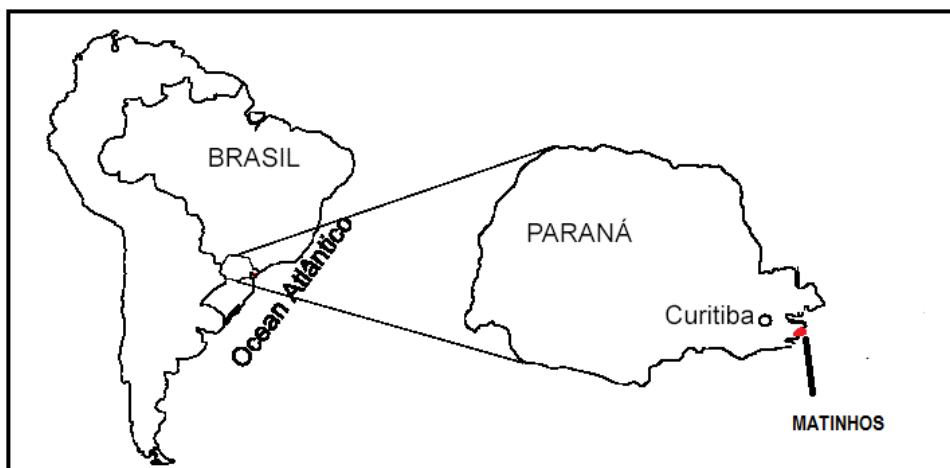 BRASIL
Ocean Atlântico
PARANÁ
Curitiba
MATINHOS